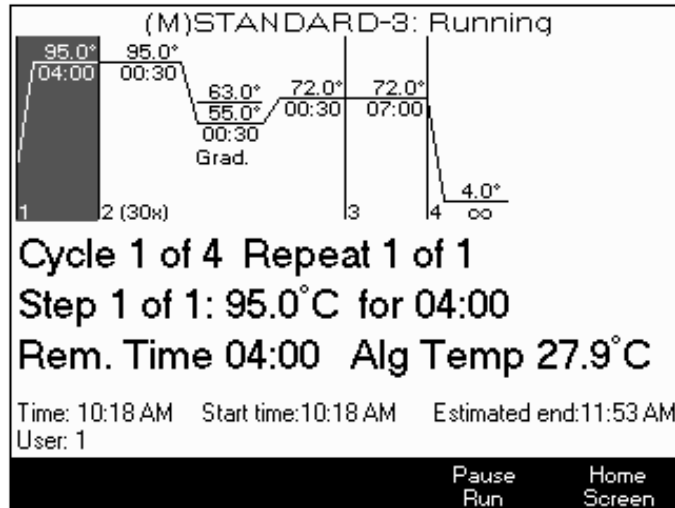 (M)STANDARD-3: Running
95.0° 95.0°
04:00 00:30
63.0° 72.0° 72.0°
55.0° 00:30 07:00
00:30
Grad.
4.0°
1 2 (30x) 3 4 ∞
Cycle 1 of 4 Repeat 1 of 1
Step 1 of 1: 95.0°C for 04:00
Rem. Time 04:00 Alg Temp 27.9°C
Time: 10:18 AM Start time:10:18 AM Estimated end:11:53 AM
User: 1
Pause Home
Run Screen